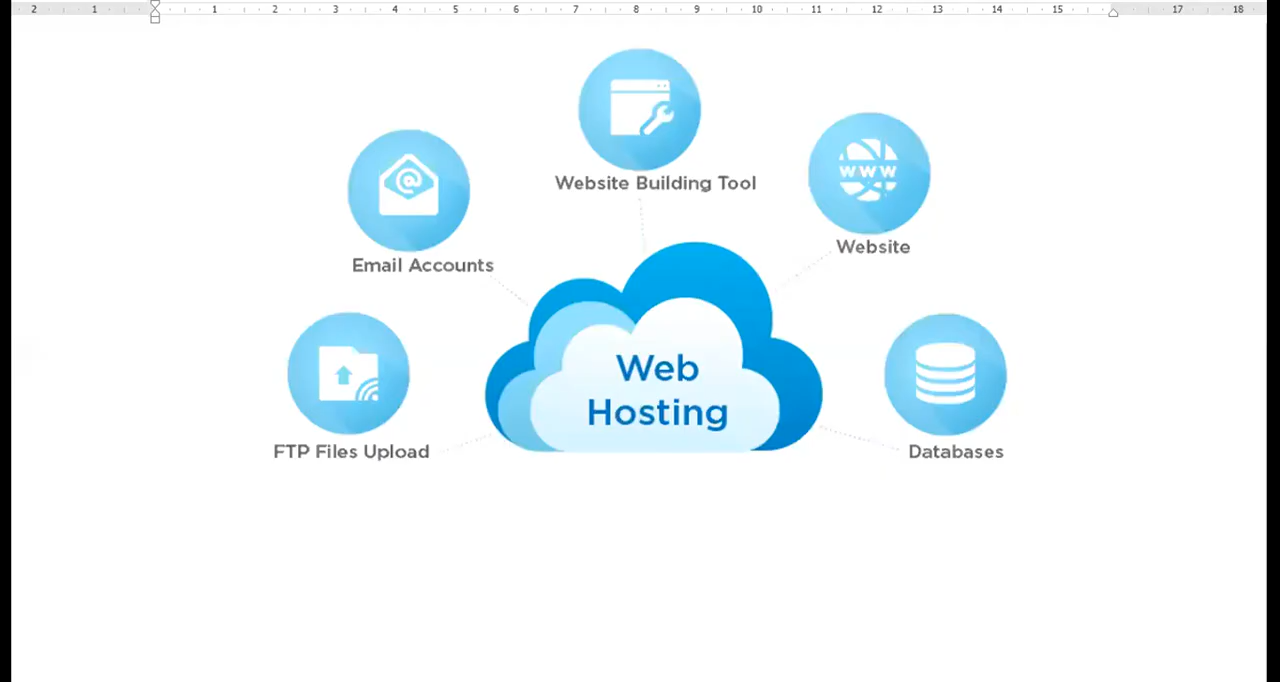 2 1 1 2 3 4 5 6 7 8 9 10 11 12 13 14 15 17 18
Website Building Tool
www
Website
@
Email Accounts
Web
Hosting
FTP Files Upload
Databases